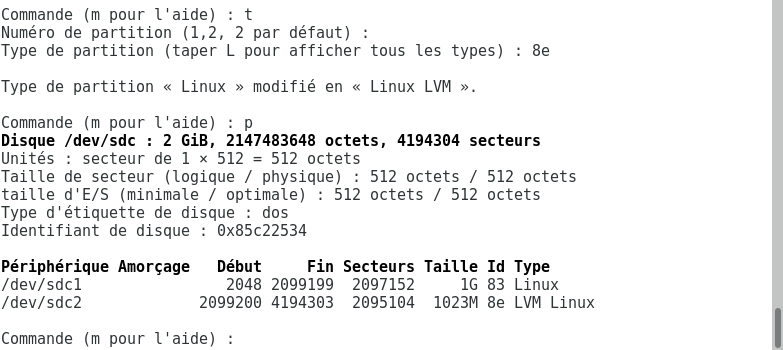 Commande (m pour l'aide) : t
Numéro de partition (1,2, 2 par défaut) :
Type de partition (taper L pour afficher tous les types) : 8e
Type de partition « Linux » modifié en « Linux LVM ».
Commande (m pour l'aide) : p
Disque /dev/sdc : 2 GiB, 2147483648 octets, 4194304 secteurs
Unités : secteur de 1 × 512 = 512 octets
Taille de secteur (logique / physique) : 512 octets / 512 octets
taille d'E/S (minimale / optimale) : 512 octets / 512 octets
Type d'étiquette de disque : dos
Identifiant de disque : 0x85c22534
Périphérique Amorçage   Début     Fin Secteurs Taille Id Type
/dev/sdc1                2048 2099199  2097152     1G 83 Linux
/dev/sdc2             2099200 4194303  2095104  1023M 8e LVM Linux
Commande (m pour l'aide) :